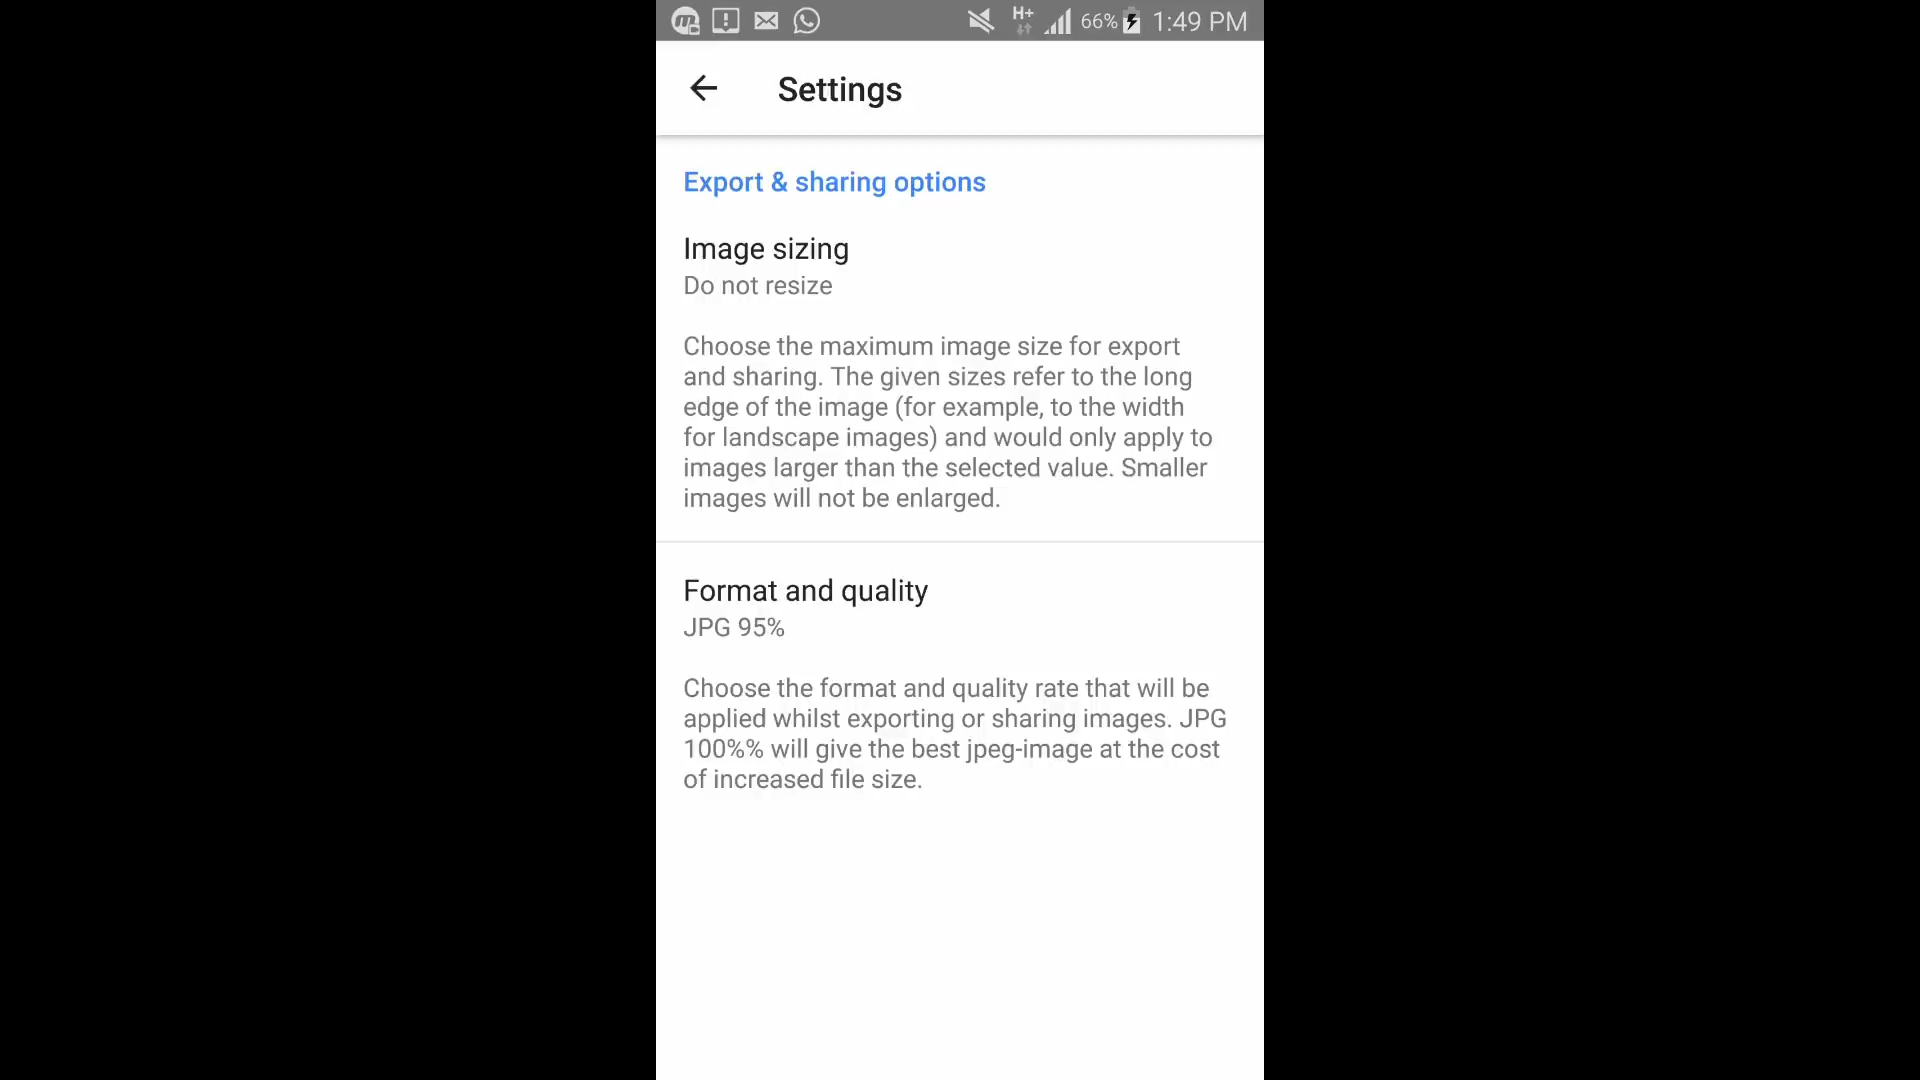 H+ 66% 1:49 PM
Settings
Export & sharing options
Image sizing
Do not resize
Choose the maximum image size for export
and sharing. The given sizes refer to the long
edge of the image (for example, to the width
for landscape images) and would only apply to
images larger than the selected value. Smaller
images will not be enlarged.
Format and quality
JPG 95%
Choose the format and quality rate that will be
applied whilst exporting or sharing images. JPG
100%% will give the best jpeg-image at the cost
of increased file size.